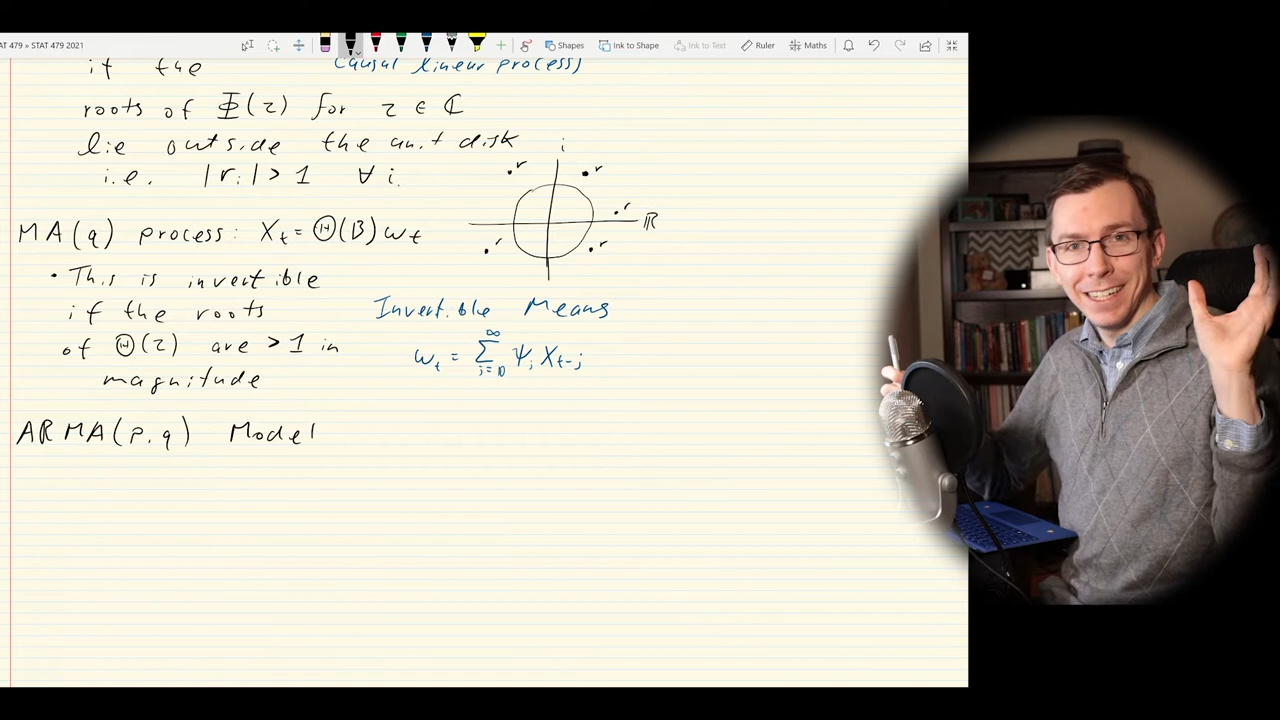 AT 479 » STAT 479 2021
Shapes
Ink to Shape
Ink to Text
Ruler
Maths
if the
Causal linear process)
roots of Φ(z) for z ∈ ℂ
Lie outside the unit disk
i.e. |rᵢ| > 1 ∀ i.
i
r
r
r
r
r
ℝ
MA(q) process: Xₜ = Θ(B)wₜ
• This is invertible
if the roots
of Θ(z) are > 1 in
magnitude
Invertible Means
wₜ = Σ_{j=0}^{∞} ψⱼ Xₜ₋ⱼ
ARMA(p,q) Model